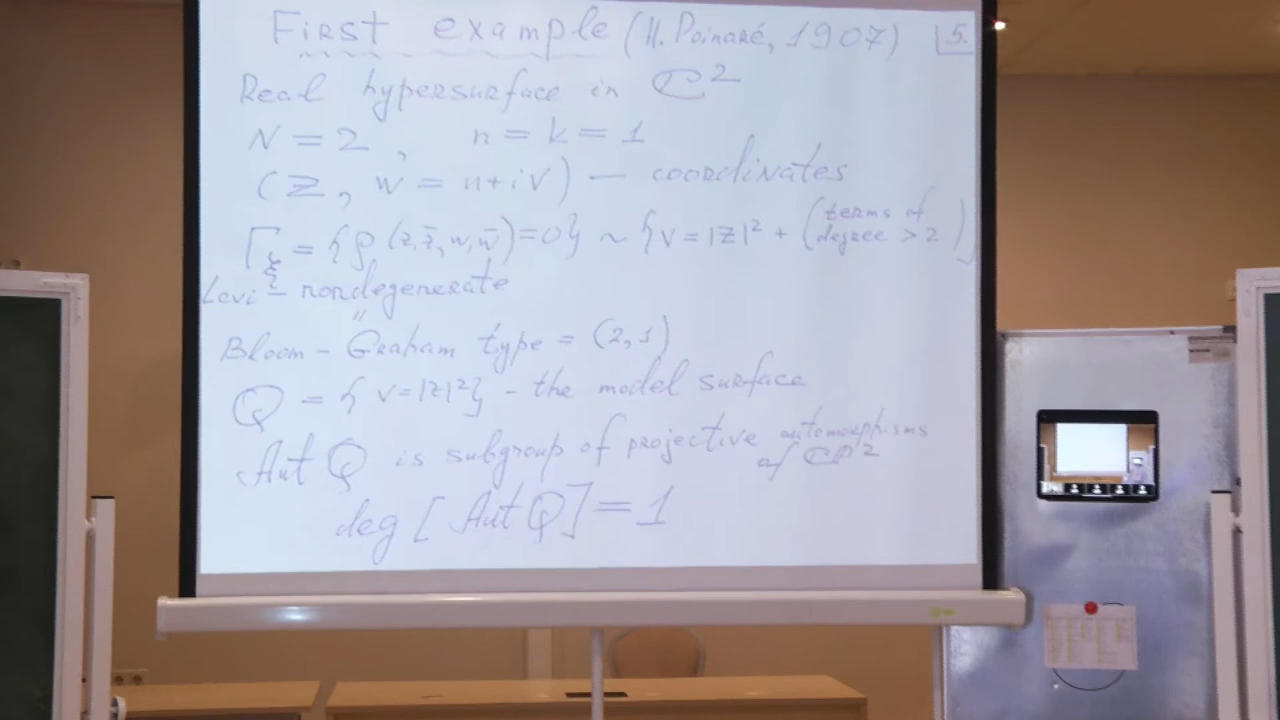 First example (H. Poinaré, 1907) 5.
Real hypersurface in ℂ²
N = 2, n = k = 1
(z, w = u+iv) — coordinates
Γ_ξ = {ρ(z, z̄, w, w̄)=0} ~ {v = |z|² + (terms of degree > 2)
Levi - nondegenerate
"
Bloom - Graham type = (2,1)
Q = { v=|z|²} - the model surface
Aut Q is subgroup of projective automorphisms of ℂP²
deg [Aut Q] = 1